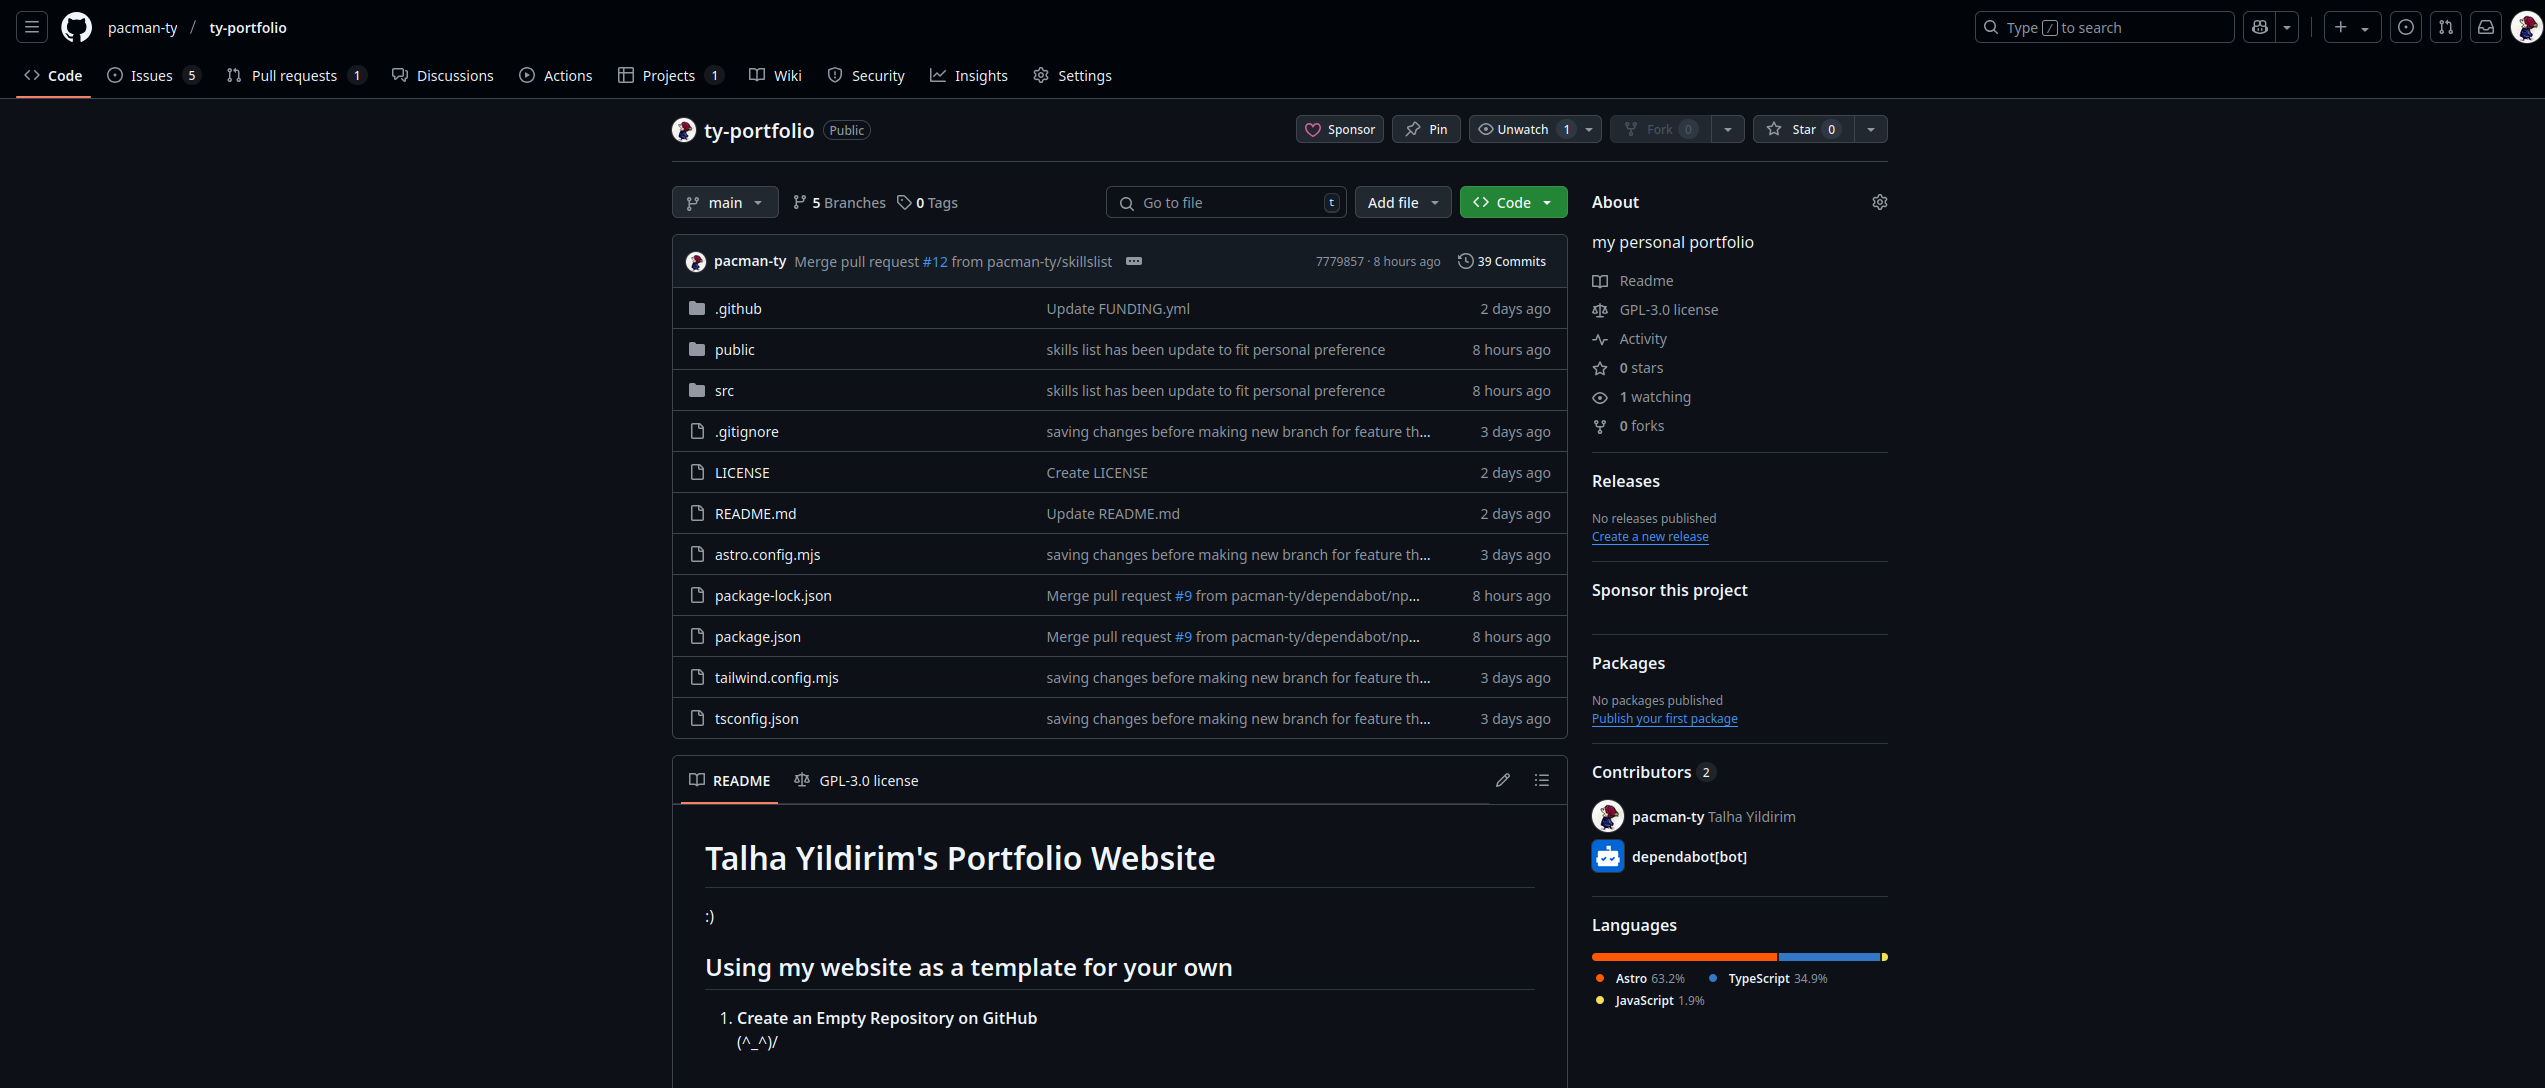 pacman-ty / ty-portfolio
Type / to search
Code
Issues 5
Pull requests 1
Discussions
Actions
Projects 1
Wiki
Security
Insights
Settings
ty-portfolio Public
Sponsor
Pin
Unwatch 1
Fork 0
Star 0
main
5 Branches
0 Tags
Go to file t
Add file
Code
pacman-ty Merge pull request #12 from pacman-ty/skillslist
7779857 · 8 hours ago
39 Commits
.github Update FUNDING.yml 2 days ago
public skills list has been update to fit personal preference 8 hours ago
src skills list has been update to fit personal preference 8 hours ago
.gitignore saving changes before making new branch for feature th... 3 days ago
LICENSE Create LICENSE 2 days ago
README.md Update README.md 2 days ago
astro.config.mjs saving changes before making new branch for feature th... 3 days ago
package-lock.json Merge pull request #9 from pacman-ty/dependabot/np... 8 hours ago
package.json Merge pull request #9 from pacman-ty/dependabot/np... 8 hours ago
tailwind.config.mjs saving changes before making new branch for feature th... 3 days ago
tsconfig.json saving changes before making new branch for feature th... 3 days ago
README
GPL-3.0 license
Talha Yildirim's Portfolio Website
:)
Using my website as a template for your own
1. Create an Empty Repository on GitHub
(^_^)/
About
my personal portfolio
Readme
GPL-3.0 license
Activity
0 stars
1 watching
0 forks
Releases
No releases published
Create a new release
Sponsor this project
Packages
No packages published
Publish your first package
Contributors 2
pacman-ty Talha Yildirim
dependabot[bot]
Languages
Astro 63.2% TypeScript 34.9%
JavaScript 1.9%